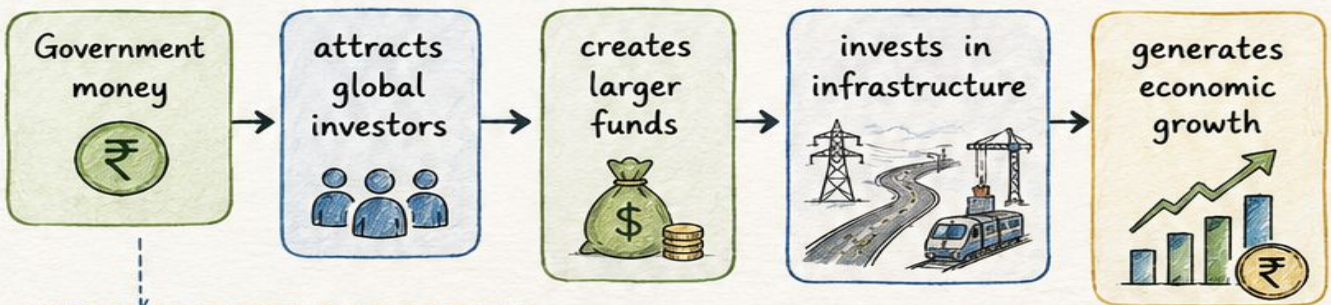 Government
money
₹
attracts
global
investors
creates
larger
funds
$
invests in
infrastructure
generates
economic
growth
₹